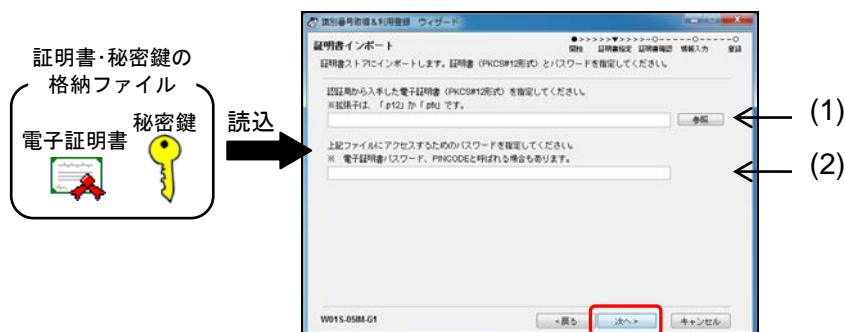 証明書･秘密鍵の
格納ファイル
電子証明書
秘密鍵
読込
識別番号取得＆利用登録 ウィザード
証明書インポート
●>>>>>▼>>>>-○-----○-----○
開始 証明書指定 証明書確認 情報入力 登録
証明書ストアにインポートします。証明書（PKCS#12形式）とパスワードを指定してください。
認証局から入手した電子証明書（PKCS#12形式）を指定してください。
※拡張子は、「.p12」か「.pfx」です。
参照
(1)
上記ファイルにアクセスするためのパスワードを指定してください。
※ 電子証明書パスワード、PINCODEと呼ばれる場合もあります。
(2)
W01S-05M-G1
<戻る
次へ>
キャンセル